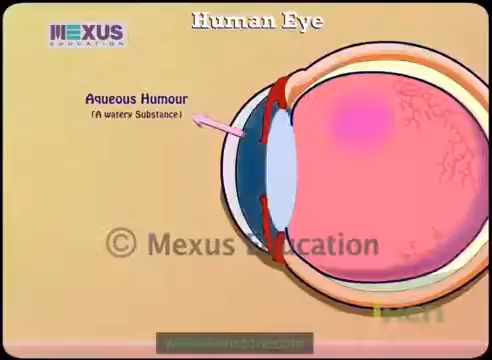 Human Eye
MEXUS
EDUCATION
Aqueous Humour
(A watery Substance)
© Mexus Education